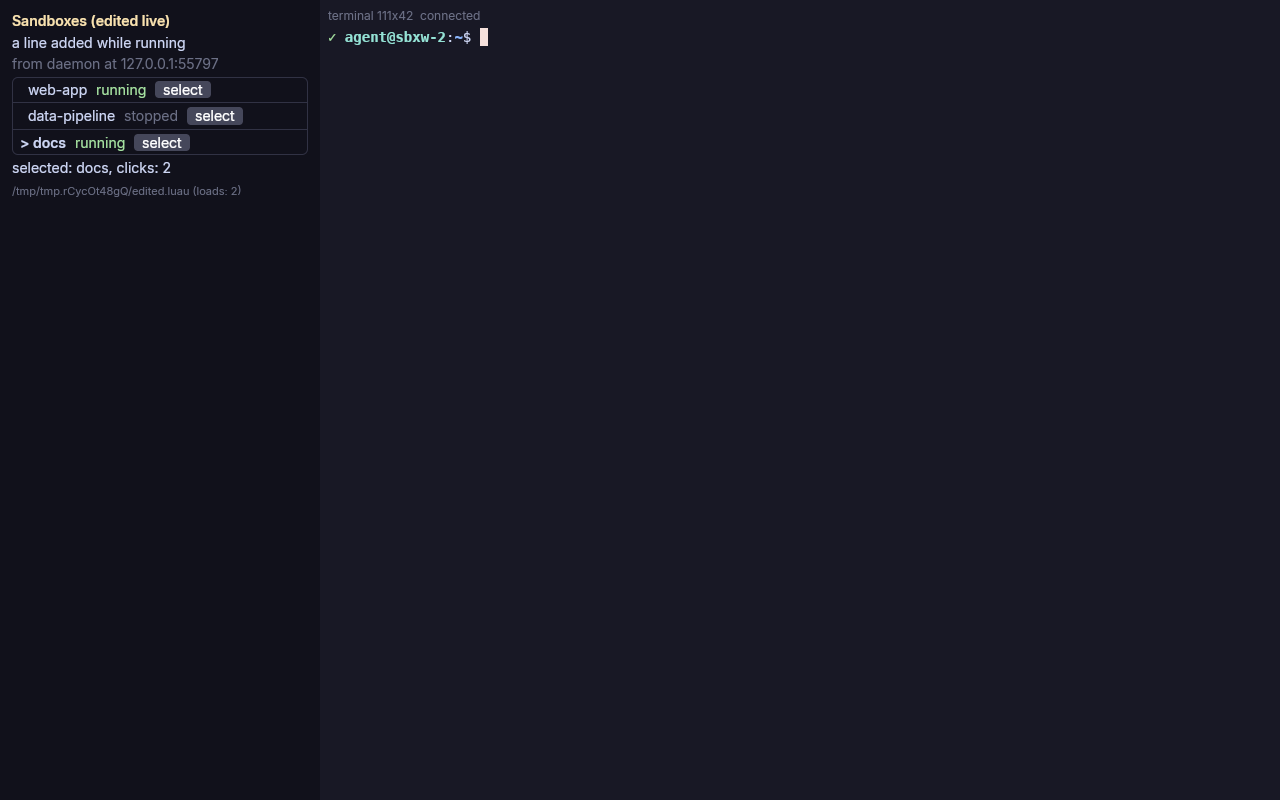 Sandboxes (edited live)
a line added while running
from daemon at 127.0.0.1:55797
web-app running select
data-pipeline stopped select
> docs running select
selected: docs, clicks: 2
/tmp/tmp.rCycOt48gQ/edited.luau (loads: 2)
terminal 111x42 connected
✓ agent@sbxw-2:~$